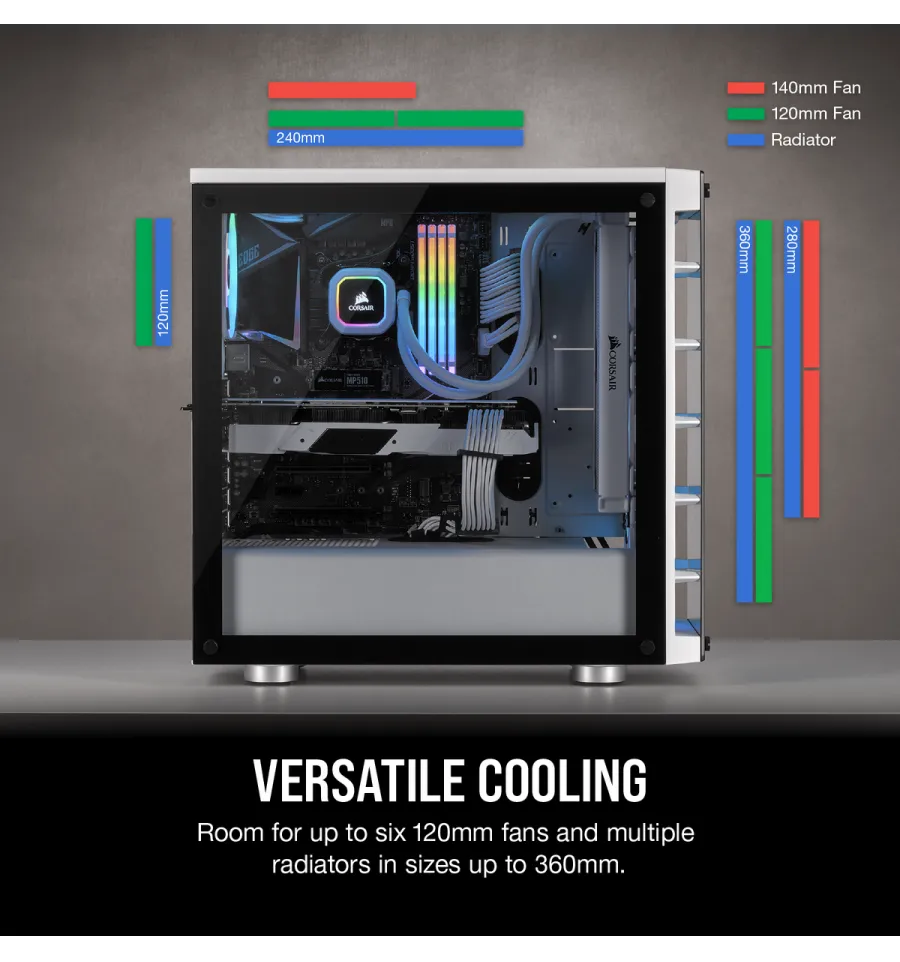 140mm Fan
120mm Fan
Radiator
240mm
120mm
360mm
280mm
CORSAIR
CORSAIR
MP510
VERSATILE COOLING
Room for up to six 120mm fans and multiple
radiators in sizes up to 360mm.